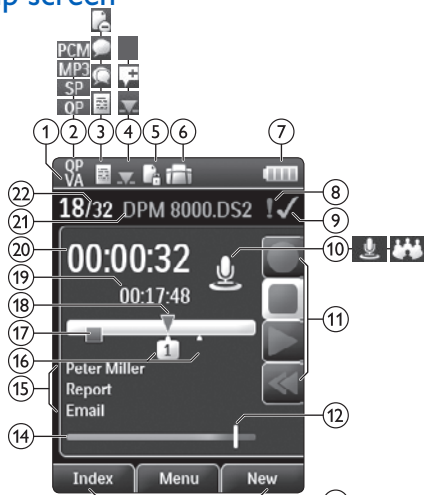 p screen
PCM
MP3
SP
QP
1 2 3 4 5 6 7
QP
VA
22 8
18/32 DPM 8000.DS2 !
21 9
20 00:00:32 10
19
00:17:48
18
17 11
16 1
Peter Miller
15 Report
Email 12
14
Index Menu New